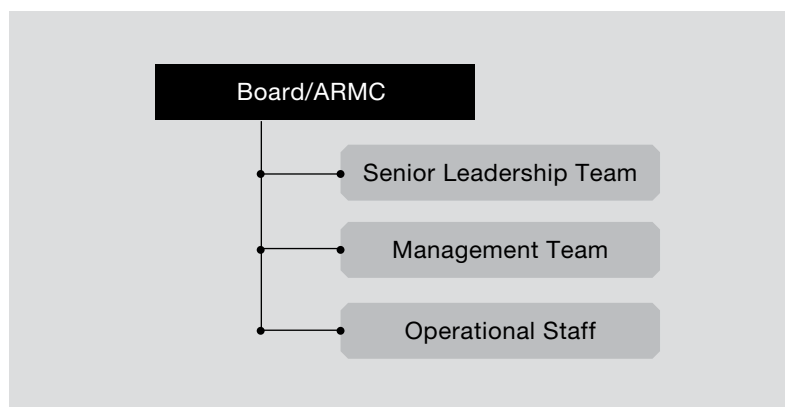 Board/ARMC
Senior Leadership Team
Management Team
Operational Staff